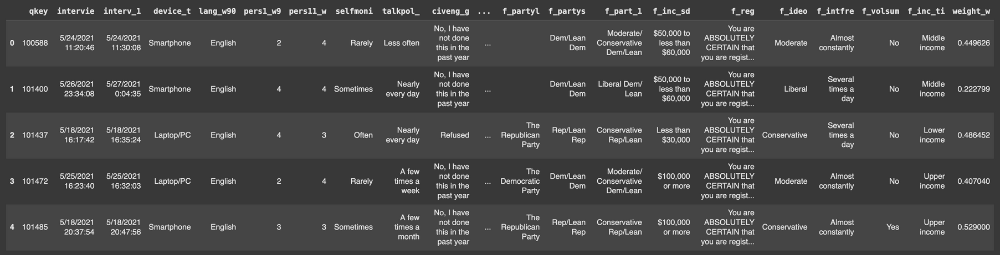 qkey intervie interv_1 device_t lang_w90 pers1_w9 pers11_w selfmoni talkpol_ civeng_g ... f_partyl f_partys f_part_1 f_inc_sd f_reg f_ideo f_intfre f_volsum f_inc_ti weight_w
0 100588 5/24/2021 11:20:46 5/24/2021 11:30:08 Smartphone English 2 4 Rarely Less often No, I have not done this in the past year ... Dem/Lean Dem Moderate/Conservative Dem/Lean $50,000 to less than $60,000 You are ABSOLUTELY CERTAIN that you are regist... Moderate Almost constantly No Middle income 0.449626
1 101400 5/26/2021 23:34:08 5/27/2021 0:04:35 Smartphone English 4 4 Sometimes Nearly every day No, I have not done this in the past year ... Dem/Lean Dem Liberal Dem/Lean $50,000 to less than $60,000 You are ABSOLUTELY CERTAIN that you are regist... Liberal Several times a day No Middle income 0.222799
2 101437 5/18/2021 16:17:42 5/18/2021 16:35:24 Laptop/PC English 4 3 Often Nearly every day Refused ... The Republican Party Rep/Lean Rep Conservative Rep/Lean Less than $30,000 You are ABSOLUTELY CERTAIN that you are regist... Conservative Several times a day No Lower income 0.486452
3 101472 5/25/2021 16:23:40 5/25/2021 16:32:03 Laptop/PC English 2 4 Rarely A few times a week No, I have not done this in the past year ... The Democratic Party Dem/Lean Dem Moderate/Conservative Dem/Lean $100,000 or more You are ABSOLUTELY CERTAIN that you are regist... Moderate Almost constantly No Upper income 0.407040
4 101485 5/18/2021 20:37:54 5/18/2021 20:47:56 Smartphone English 3 3 Sometimes A few times a month No, I have not done this in the past year ... The Republican Party Rep/Lean Rep Conservative Rep/Lean $100,000 or more You are ABSOLUTELY CERTAIN that you are regist... Conservative Almost constantly Yes Upper income 0.529000